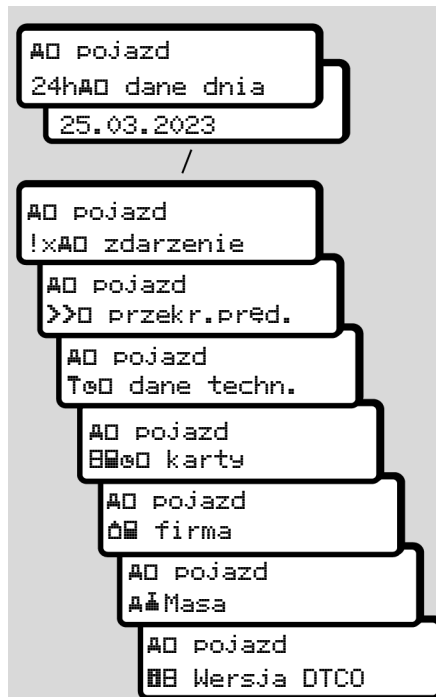 pojazd
24h dane dnia
25.03.2023
/
pojazd
!x zdarzenie
pojazd
>> przekr.pręd.
pojazd
dane techn.
pojazd
karty
pojazd
firma
pojazd
Masa
pojazd
Wersja DTCO